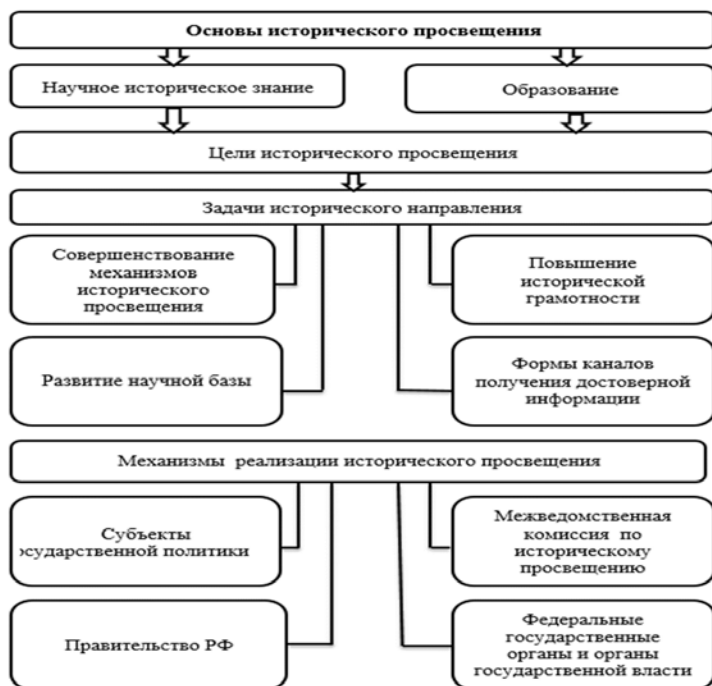 Основы исторического просвещения
Научное историческое знание
Образование
Цели исторического просвещения
Задачи исторического направления
Совершенствование
механизмов
исторического
просвещения
Повышение
исторической
грамотности
Развитие научной базы
Формы каналов
получения достоверной
информации
Механизмы реализации исторического просвещения
Субъекты
осударственной политики
Межведомственная
комиссия по
историческому
просвещению
Правительство РФ
Федеральные
государственные
органы и органы
государственной власти